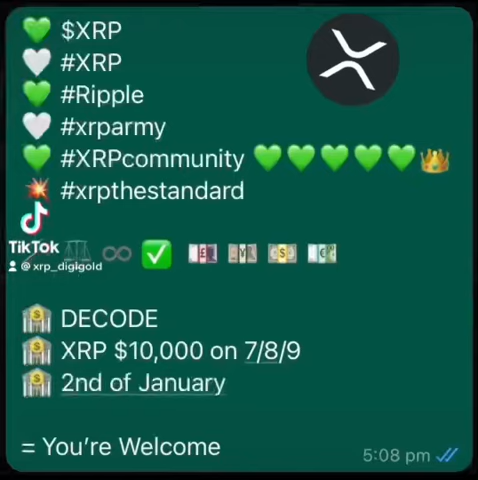 💚 $XRP
🤍 #XRP
💚 #Ripple
🤍 #xrparmy
💚 #XRPcommunity 💚💚💚💚💚👑
💥 #xrpthestandard
TikTok ⚖️ ♾️ ✅ 💷 💴 💵 💶
@xrp_digigold
🏦 DECODE
🏦 XRP $10,000 on 7/8/9
🏦 2nd of January
= You’re Welcome
5:08 pm